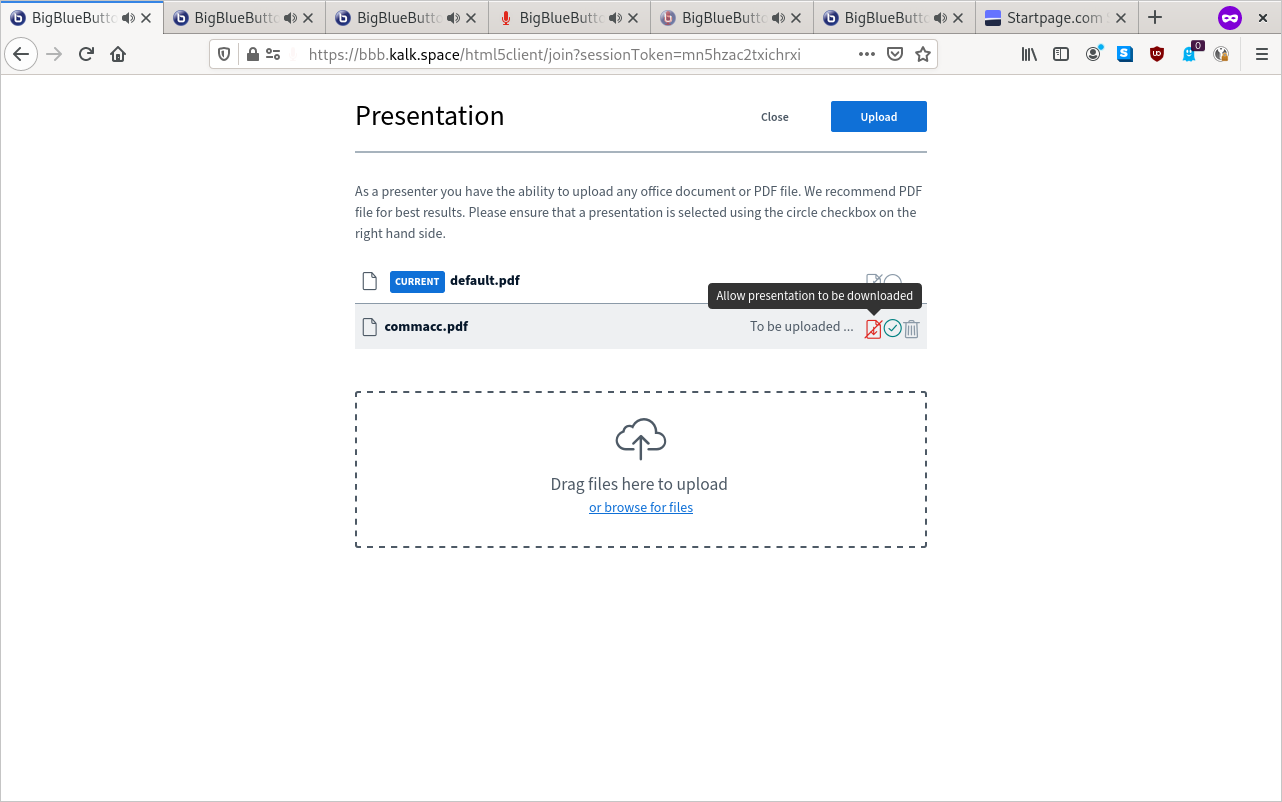 BigBlueButto
BigBlueButto
BigBlueButto
BigBlueButto
BigBlueButto
BigBlueButto
Startpage.com
https://bbb.kalk.space/html5client/join?sessionToken=mn5hzac2txichrxi
0
Presentation
Close
Upload
As a presenter you have the ability to upload any office document or PDF file. We recommend PDF
file for best results. Please ensure that a presentation is selected using the circle checkbox on the
right hand side.
CURRENT default.pdf
Allow presentation to be downloaded
commacc.pdf
To be uploaded ...
Drag files here to upload
or browse for files